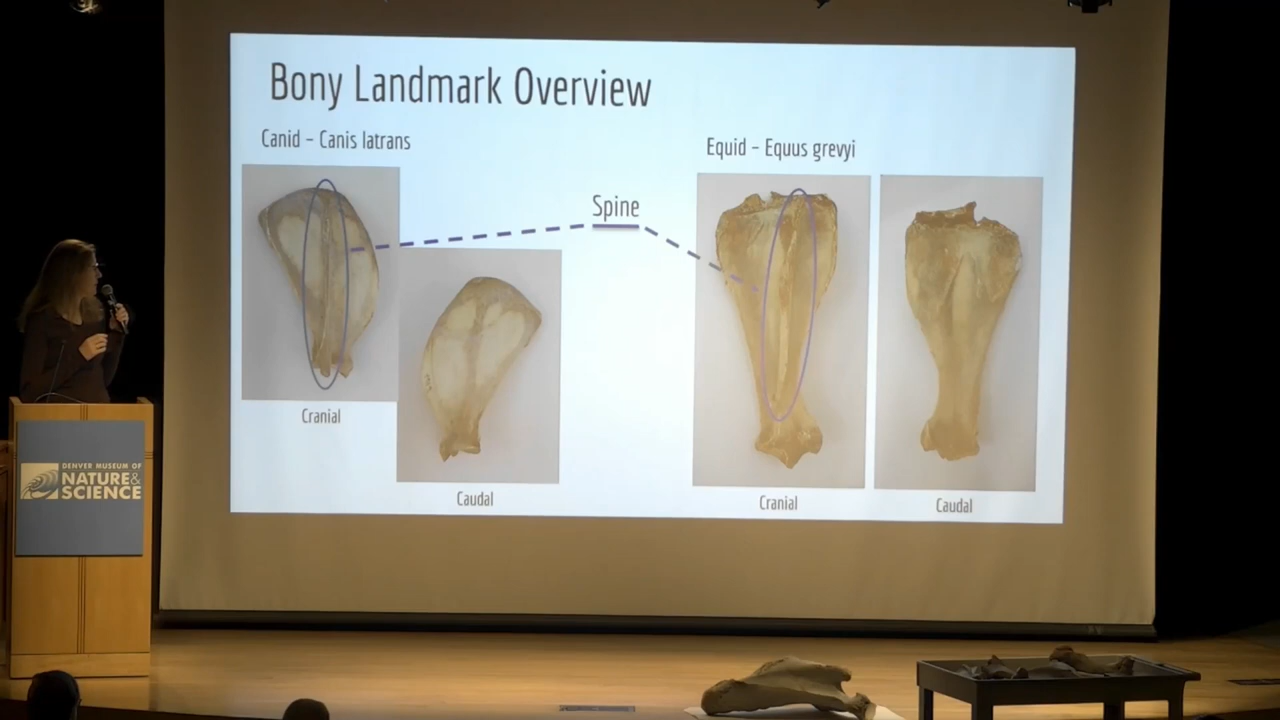 Bony Landmark Overview
Canid – Canis latrans
Equid – Equus grevyi
Spine
Cranial
Caudal
Cranial
Caudal
DENVER MUSEUM OF
NATURE&
SCIENCE